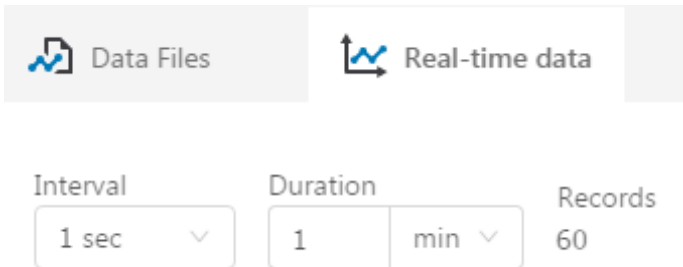 Data Files Real-time data
Interval Duration Records
1 sec 1 min 60